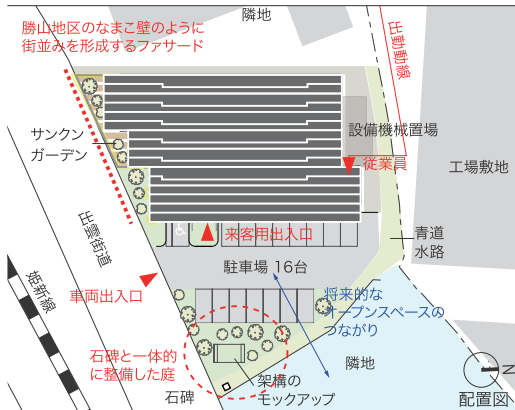 隣地
勝山地区のなまこ壁のように
街並みを形成するファサード
出勤動線
サンクン
ガーデン
設備機械置場
従業員
工場敷地
出雲街道
来客用出入口
青道
水路
駐車場 16台
姫新線
車両出入口
将来的な
オープンスペースの
つながり
石碑と一体的
に整備した庭
隣地
架構の
モックアップ
石碑
N
配置図